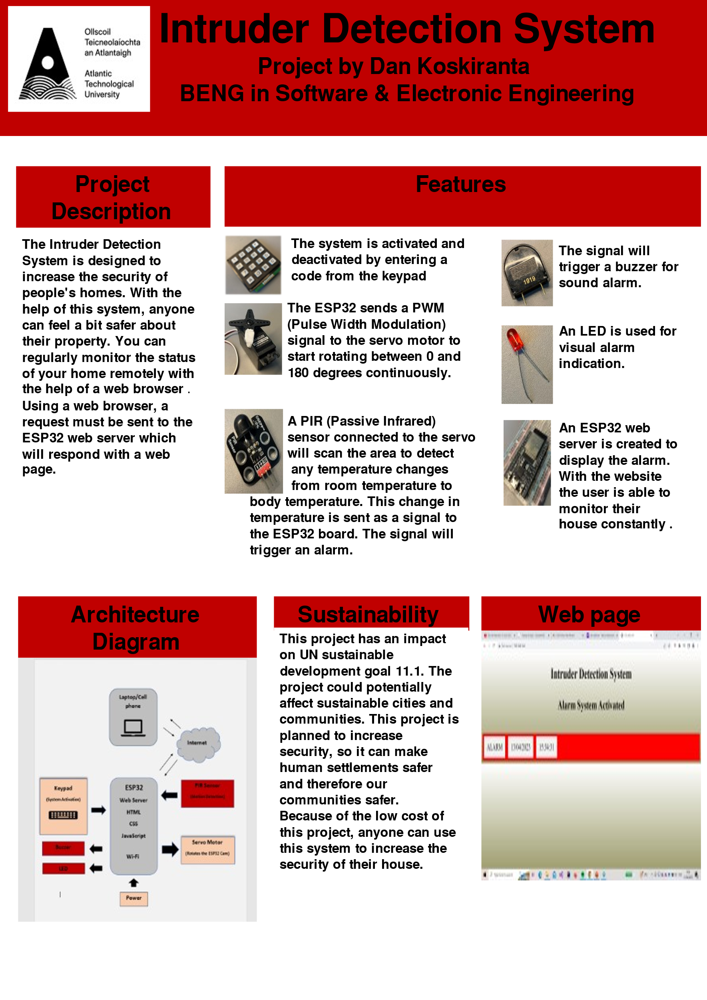 Ollscoil
Teicneolaíochta
an Atlantaigh
Atlantic
Technological
University
Intruder Detection System
Project by Dan Koskiranta
BENG in Software & Electronic Engineering
Project
Description
The Intruder Detection
System is designed to
increase the security of
people's homes. With the
help of this system, anyone
can feel a bit safer about
their property. You can
regularly monitor the status
of your home remotely with
the help of a web browser .
Using a web browser, a
request must be sent to the
ESP32 web server which
will respond with a web
page.
Features
The system is activated and
deactivated by entering a
code from the keypad
The ESP32 sends a PWM
(Pulse Width Modulation)
signal to the servo motor to
start rotating between 0 and
180 degrees continuously.
PIR
Sensor
A PIR (Passive Infrared)
sensor connected to the servo
will scan the area to detect
any temperature changes
from room temperature to
body temperature. This change in
temperature is sent as a signal to
the ESP32 board. The signal will
trigger an alarm.
1919
The signal will
trigger a buzzer for
sound alarm.
An LED is used for
visual alarm
indication.
An ESP32 web
server is created to
display the alarm.
With the website
the user is able to
monitor their
house constantly .
Architecture
Diagram
Laptop/Cell
phone
Internet
Keypad
(System Activation)
ESP32
Web Server
HTML
CSS
JavaScript
Wi-Fi
PIR Sensor
(Motion Detection)
Buzzer
LED
Servo Motor
(Rotates the ESP32 Cam)
Power
Sustainability
This project has an impact
on UN sustainable
development goal 11.1. The
project could potentially
affect sustainable cities and
communities. This project is
planned to increase
security, so it can make
human settlements safer
and therefore our
communities safer.
Because of the low cost of
this project, anyone can use
this system to increase the
security of their house.
Web page
Intruder Detection System
Alarm System Activated
ALARM 13/04/2023 15:34:31